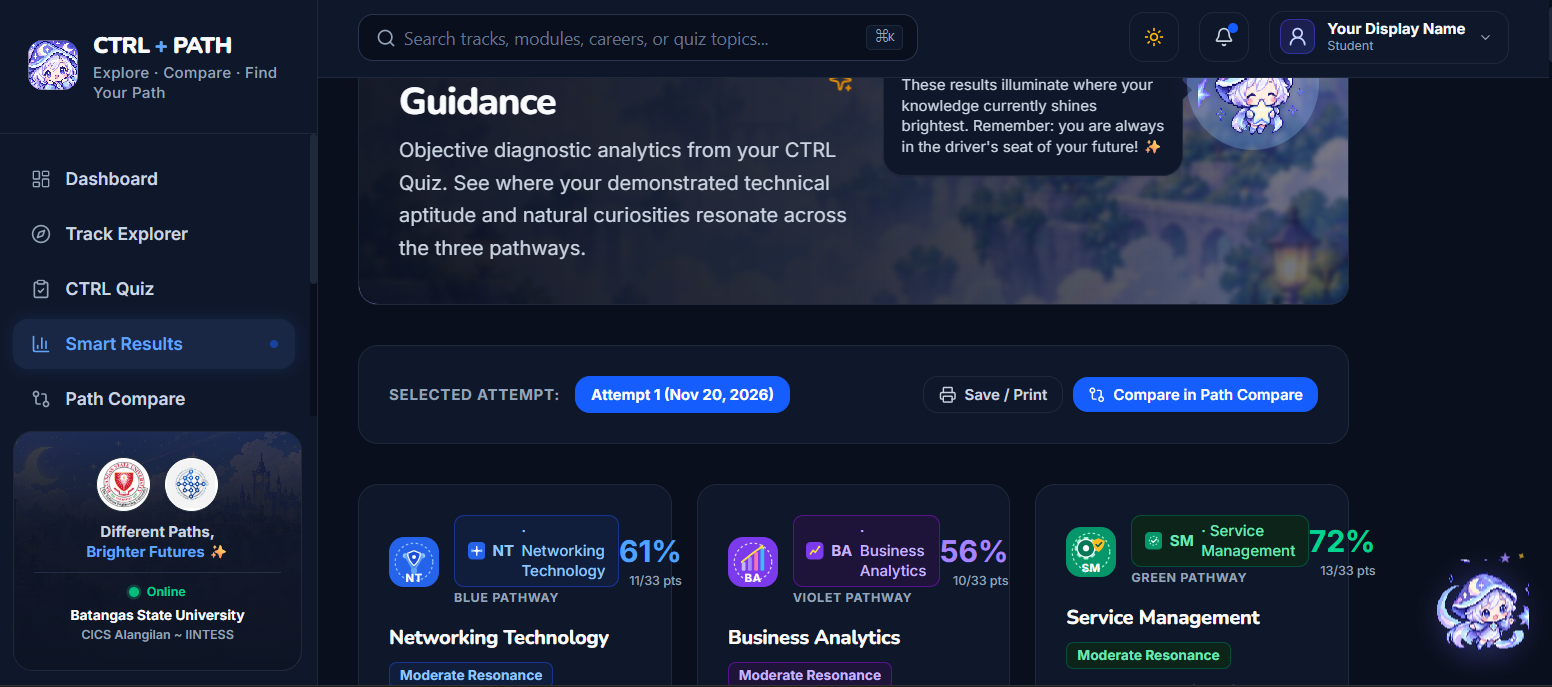 CTRL + PATH
Explore · Compare · Find
Your Path
Search tracks, modules, careers, or quiz topics...
⌘K
Your Display Name
Student
Dashboard
Track Explorer
CTRL Quiz
Smart Results
Path Compare
Different Paths,
Brighter Futures ✨
Online
Batangas State University
CICS Alangilan ~ IINTESS
Guidance
Objective diagnostic analytics from your CTRL
Quiz. See where your demonstrated technical
aptitude and natural curiosities resonate across
the three pathways.
These results illuminate where your
knowledge currently shines
brightest. Remember: you are always
in the driver's seat of your future! ✨
SELECTED ATTEMPT:
Attempt 1 (Nov 20, 2026)
Save / Print
Compare in Path Compare
NT
NT · Networking
Technology
61%
11/33 pts
BLUE PATHWAY
Networking Technology
Moderate Resonance
BA
BA · Business
Analytics
56%
10/33 pts
VIOLET PATHWAY
Business Analytics
Moderate Resonance
SM
SM · Service
Management
72%
13/33 pts
GREEN PATHWAY
Service Management
Moderate Resonance